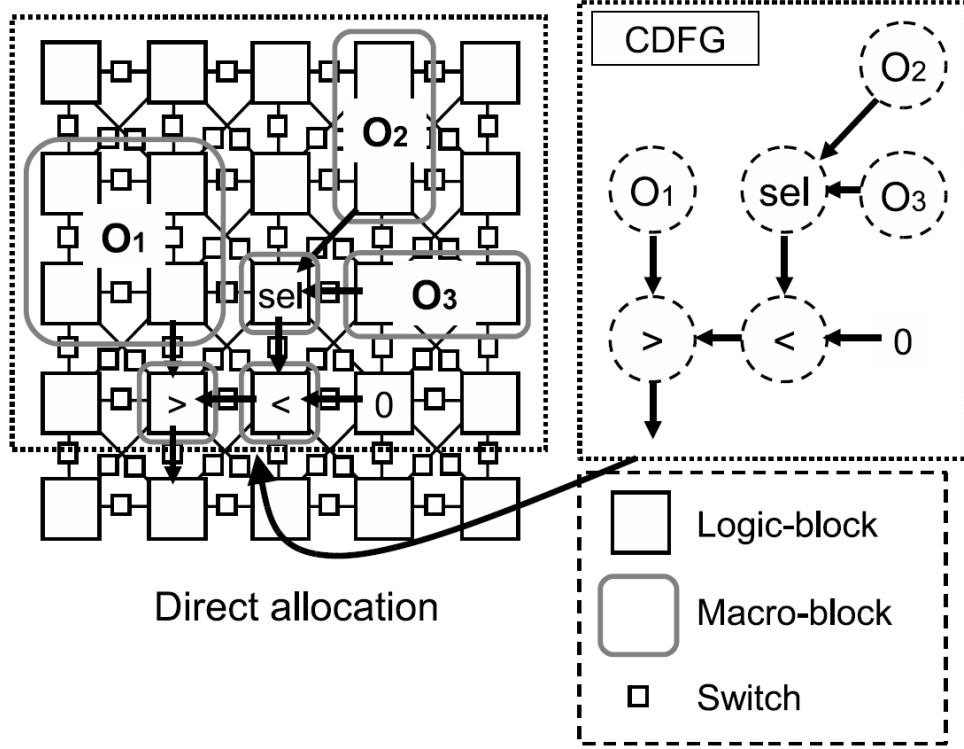 O2
O1
sel
O3
>
<
0
Direct allocation
CDFG
O2
O1
sel
O3
>
<
0
Logic-block
Macro-block
Switch